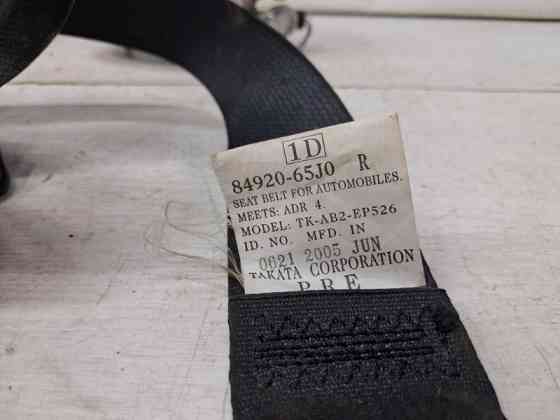 1D
84920-65J0 R
SEAT BELT FOR AUTOMOBILES.
MEETS: ADR 4.
MODEL: TK-AB2-EP526
ID. NO. MFD. IN
0621 2005 JUN
TAKATA CORPORATION
P R E